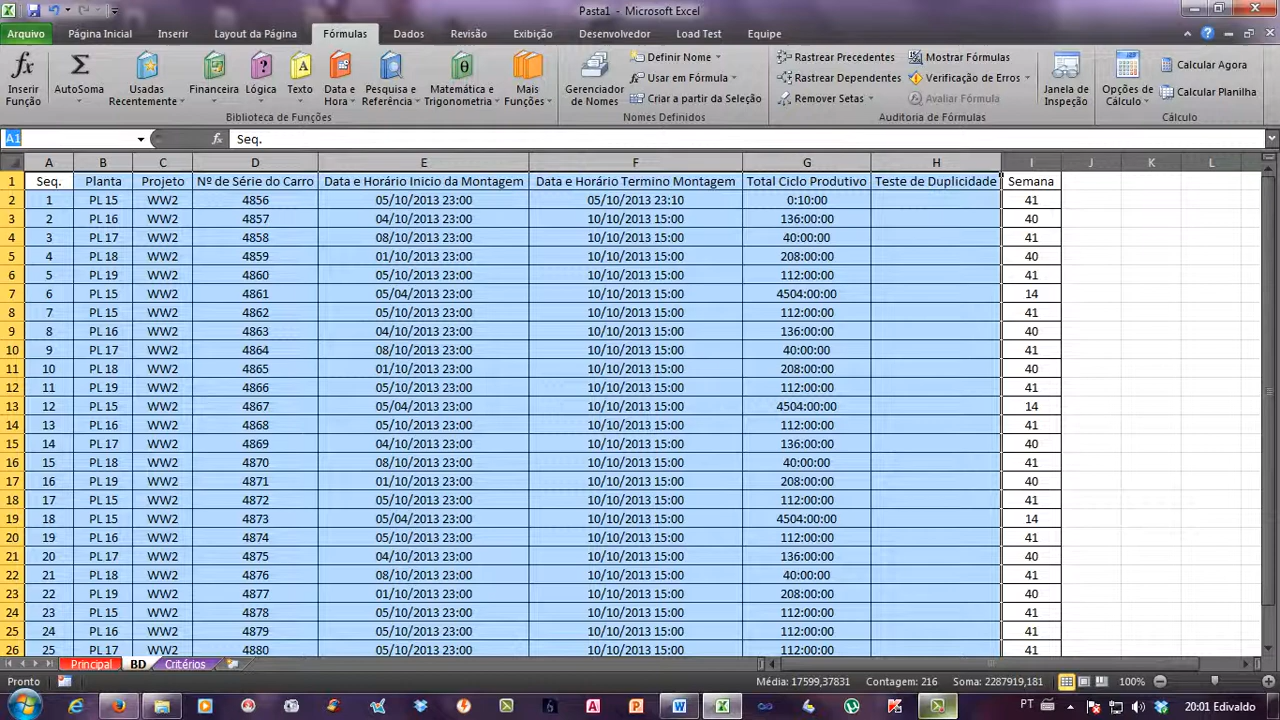 Pasta1 - Microsoft Excel
Arquivo Página Inicial Inserir Layout da Página Fórmulas Dados Revisão Exibição Desenvolvedor Load Test Equipe
fx Inserir Função
Σ AutoSoma
Usadas Recentemente
Financeira
Lógica
Texto
Data e Hora
Pesquisa e Referência
Matemática e Trigonometria
Mais Funções
Biblioteca de Funções
Gerenciador de Nomes
Definir Nome
Usar em Fórmula
Criar a partir da Seleção
Nomes Definidos
Rastrear Precedentes
Rastrear Dependentes
Remover Setas
Mostrar Fórmulas
Verificação de Erros
Avaliar Fórmula
Auditoria de Fórmulas
Janela de Inspeção
Opções de Cálculo
Calcular Agora
Calcular Planilha
Cálculo
A1 fx Seq.
A B C D E F G H I J K L
1 Seq. Planta Projeto Nº de Série do Carro Data e Horário Inicio da Montagem Data e Horário Termino Montagem Total Ciclo Produtivo Teste de Duplicidade Semana
2 1 PL 15 WW2 4856 05/10/2013 23:00 05/10/2013 23:10 0:10:00 41
3 2 PL 16 WW2 4857 04/10/2013 23:00 10/10/2013 15:00 136:00:00 40
4 3 PL 17 WW2 4858 08/10/2013 23:00 10/10/2013 15:00 40:00:00 41
5 4 PL 18 WW2 4859 01/10/2013 23:00 10/10/2013 15:00 208:00:00 40
6 5 PL 19 WW2 4860 05/10/2013 23:00 10/10/2013 15:00 112:00:00 41
7 6 PL 15 WW2 4861 05/04/2013 23:00 10/10/2013 15:00 4504:00:00 14
8 7 PL 15 WW2 4862 05/10/2013 23:00 10/10/2013 15:00 112:00:00 41
9 8 PL 16 WW2 4863 04/10/2013 23:00 10/10/2013 15:00 136:00:00 40
10 9 PL 17 WW2 4864 08/10/2013 23:00 10/10/2013 15:00 40:00:00 41
11 10 PL 18 WW2 4865 01/10/2013 23:00 10/10/2013 15:00 208:00:00 40
12 11 PL 19 WW2 4866 05/10/2013 23:00 10/10/2013 15:00 112:00:00 41
13 12 PL 15 WW2 4867 05/04/2013 23:00 10/10/2013 15:00 4504:00:00 14
14 13 PL 16 WW2 4868 05/10/2013 23:00 10/10/2013 15:00 112:00:00 41
15 14 PL 17 WW2 4869 04/10/2013 23:00 10/10/2013 15:00 136:00:00 40
16 15 PL 18 WW2 4870 08/10/2013 23:00 10/10/2013 15:00 40:00:00 41
17 16 PL 19 WW2 4871 01/10/2013 23:00 10/10/2013 15:00 208:00:00 40
18 17 PL 15 WW2 4872 05/10/2013 23:00 10/10/2013 15:00 112:00:00 41
19 18 PL 15 WW2 4873 05/04/2013 23:00 10/10/2013 15:00 4504:00:00 14
20 19 PL 16 WW2 4874 05/10/2013 23:00 10/10/2013 15:00 112:00:00 41
21 20 PL 17 WW2 4875 04/10/2013 23:00 10/10/2013 15:00 136:00:00 40
22 21 PL 18 WW2 4876 08/10/2013 23:00 10/10/2013 15:00 40:00:00 41
23 22 PL 19 WW2 4877 01/10/2013 23:00 10/10/2013 15:00 208:00:00 40
24 23 PL 15 WW2 4878 05/10/2013 23:00 10/10/2013 15:00 112:00:00 41
25 24 PL 16 WW2 4879 05/10/2013 23:00 10/10/2013 15:00 112:00:00 41
26 25 PL 17 WW2 4880 05/10/2013 23:00 10/10/2013 15:00 112:00:00 41
Principal BD Critérios
Pronto Média: 17599,37831 Contagem: 216 Soma: 2287919,181 100%
PT 20:01 Edivaldo